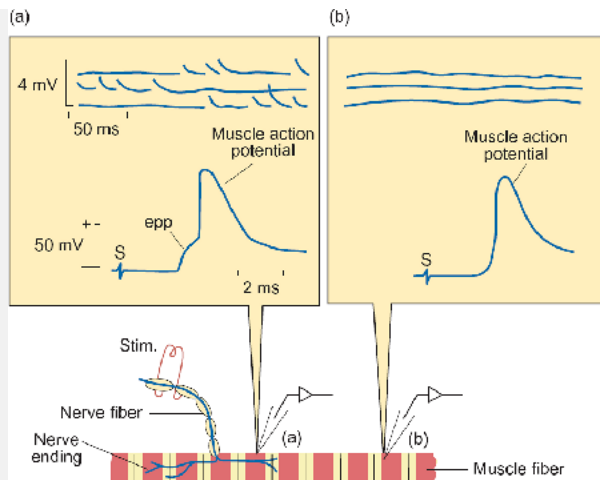 (a)
(b)
4 mV
50 ms
Muscle action
potential
Muscle action
potential
epp
+ -
50 mV
S
S
2 ms
Stim.
Nerve fiber
Nerve
ending
(a)
(b)
Muscle fiber